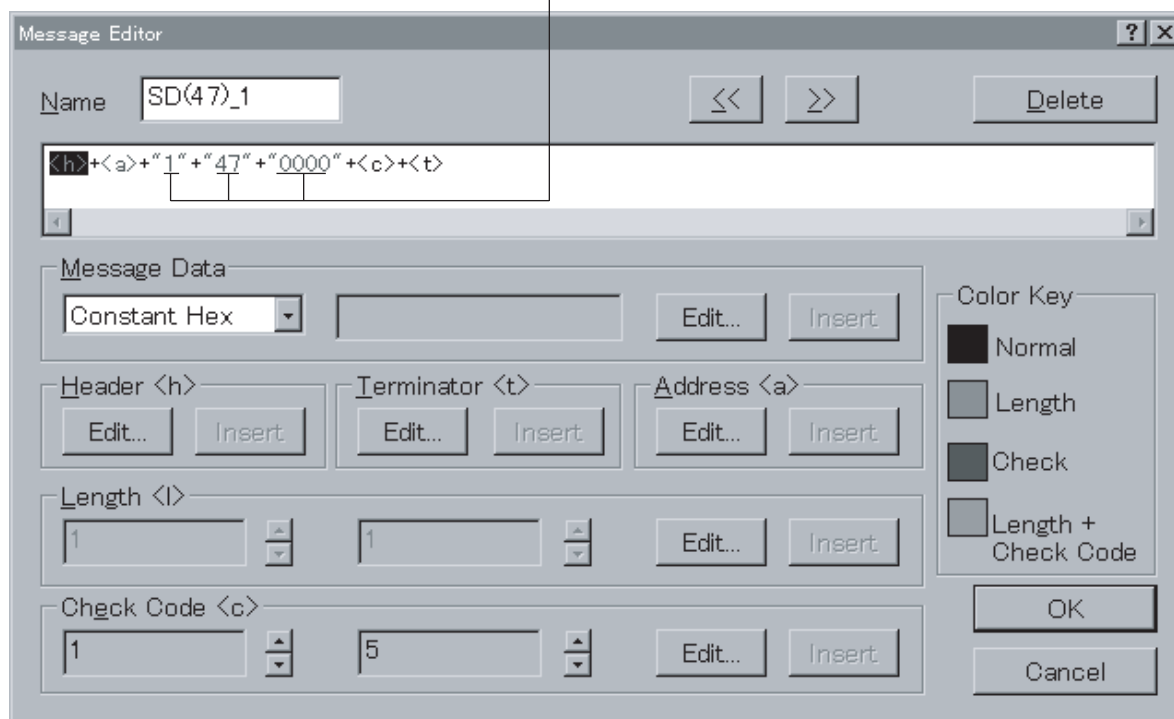 Message Editor ? ×
Name SD(47)_1 << >> Delete
<h>+<a>+"1"+"47"+"0000"+<c>+<t>
Message Data
Constant Hex Edit... Insert
Color Key
Normal
Length
Check
Length +
Check Code
Header <h> Terminator <t> Address <a>
Edit... Insert Edit... Insert Edit... Insert
Length <l>
1 1 Edit... Insert
Check Code <c>
1 5 Edit... Insert
OK
Cancel